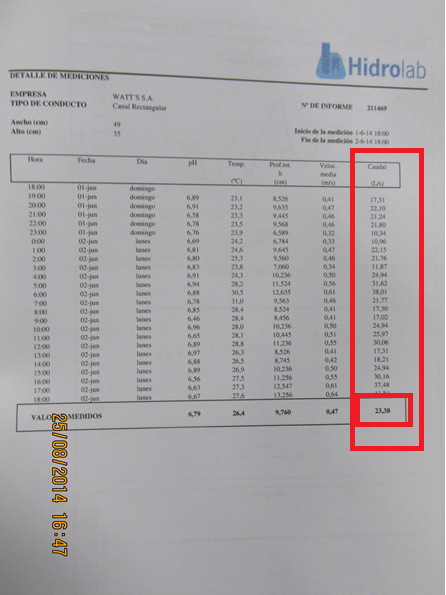 Hidrolab
DETALLE DE MEDICIONES
EMPRESA WATT'S S.A.
TIPO DE CONDUCTO Canal Rectangular
Nº DE INFORME 211469
Ancho (cm) 49
Alto (cm) 35
Inicio de la medición 1-6-14 18:00
Fin de la medición 2-6-14 18:00
Hora Fecha Día pH Temp. Prof.tot. Veloc. Caudal
h media
(ºC) (cm) (m/s) (L/s)
18:00 01-jun domingo
19:00 01-jun domingo 6,89 23,1 8,526 0,41 17,31
20:00 01-jun domingo 6,91 23,2 9,635 0,47 22,10
21:00 01-jun domingo 6,58 23,3 9,445 0,46 21,24
22:00 01-jun domingo 6,78 23,5 9,568 0,46 21,80
23:00 01-jun domingo 6,76 23,9 6,589 0,32 10,34
0:00 02-jun lunes 6,69 24,2 6,784 0,33 10,96
1:00 02-jun lunes 6,81 24,6 9,645 0,47 22,15
2:00 02-jun lunes 6,80 25,3 9,560 0,46 21,76
3:00 02-jun lunes 6,83 23,8 7,060 0,34 11,87
4:00 02-jun lunes 6,91 24,3 10,236 0,50 24,94
5:00 02-jun lunes 6,94 28,2 11,524 0,56 31,62
6:00 02-jun lunes 6,88 30,5 12,635 0,61 38,01
7:00 02-jun lunes 6,78 31,0 9,563 0,46 21,77
8:00 02-jun lunes 6,85 28,4 8,524 0,41 17,30
9:00 02-jun lunes 6,46 28,4 8,456 0,41 17,02
10:00 02-jun lunes 6,96 28,0 10,236 0,50 24,94
11:00 02-jun lunes 6,65 28,1 10,445 0,51 25,97
12:00 02-jun lunes 6,89 28,8 11,236 0,55 30,06
13:00 02-jun lunes 6,97 26,3 8,526 0,41 17,31
14:00 02-jun lunes 6,88 26,5 8,745 0,42 18,21
15:00 02-jun lunes 6,89 26,9 10,236 0,50 24,94
16:00 02-jun lunes 6,56 27,5 11,256 0,55 30,16
17:00 02-jun lunes 6,63 27,3 12,547 0,61 37,48
18:00 02-jun lunes 6,67 27,6 13,256 0,64
MEDIDOS 6,79 26,4 9,760 0,47 23,38
25/08/2014 16:47